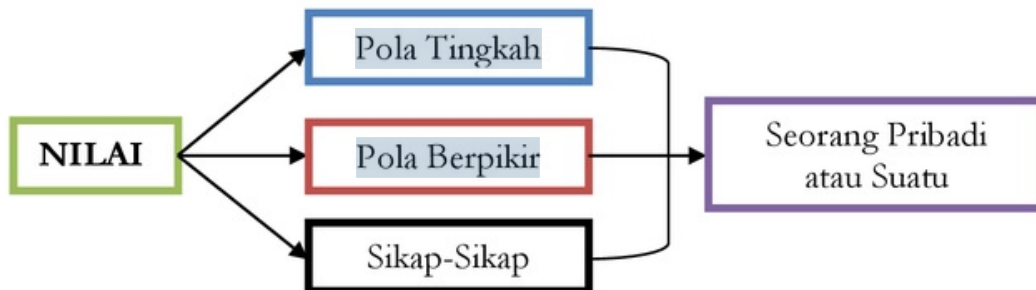 NILAI
Pola Tingkah
Pola Berpikir
Sikap-Sikap
Seorang Pribadi
atau Suatu